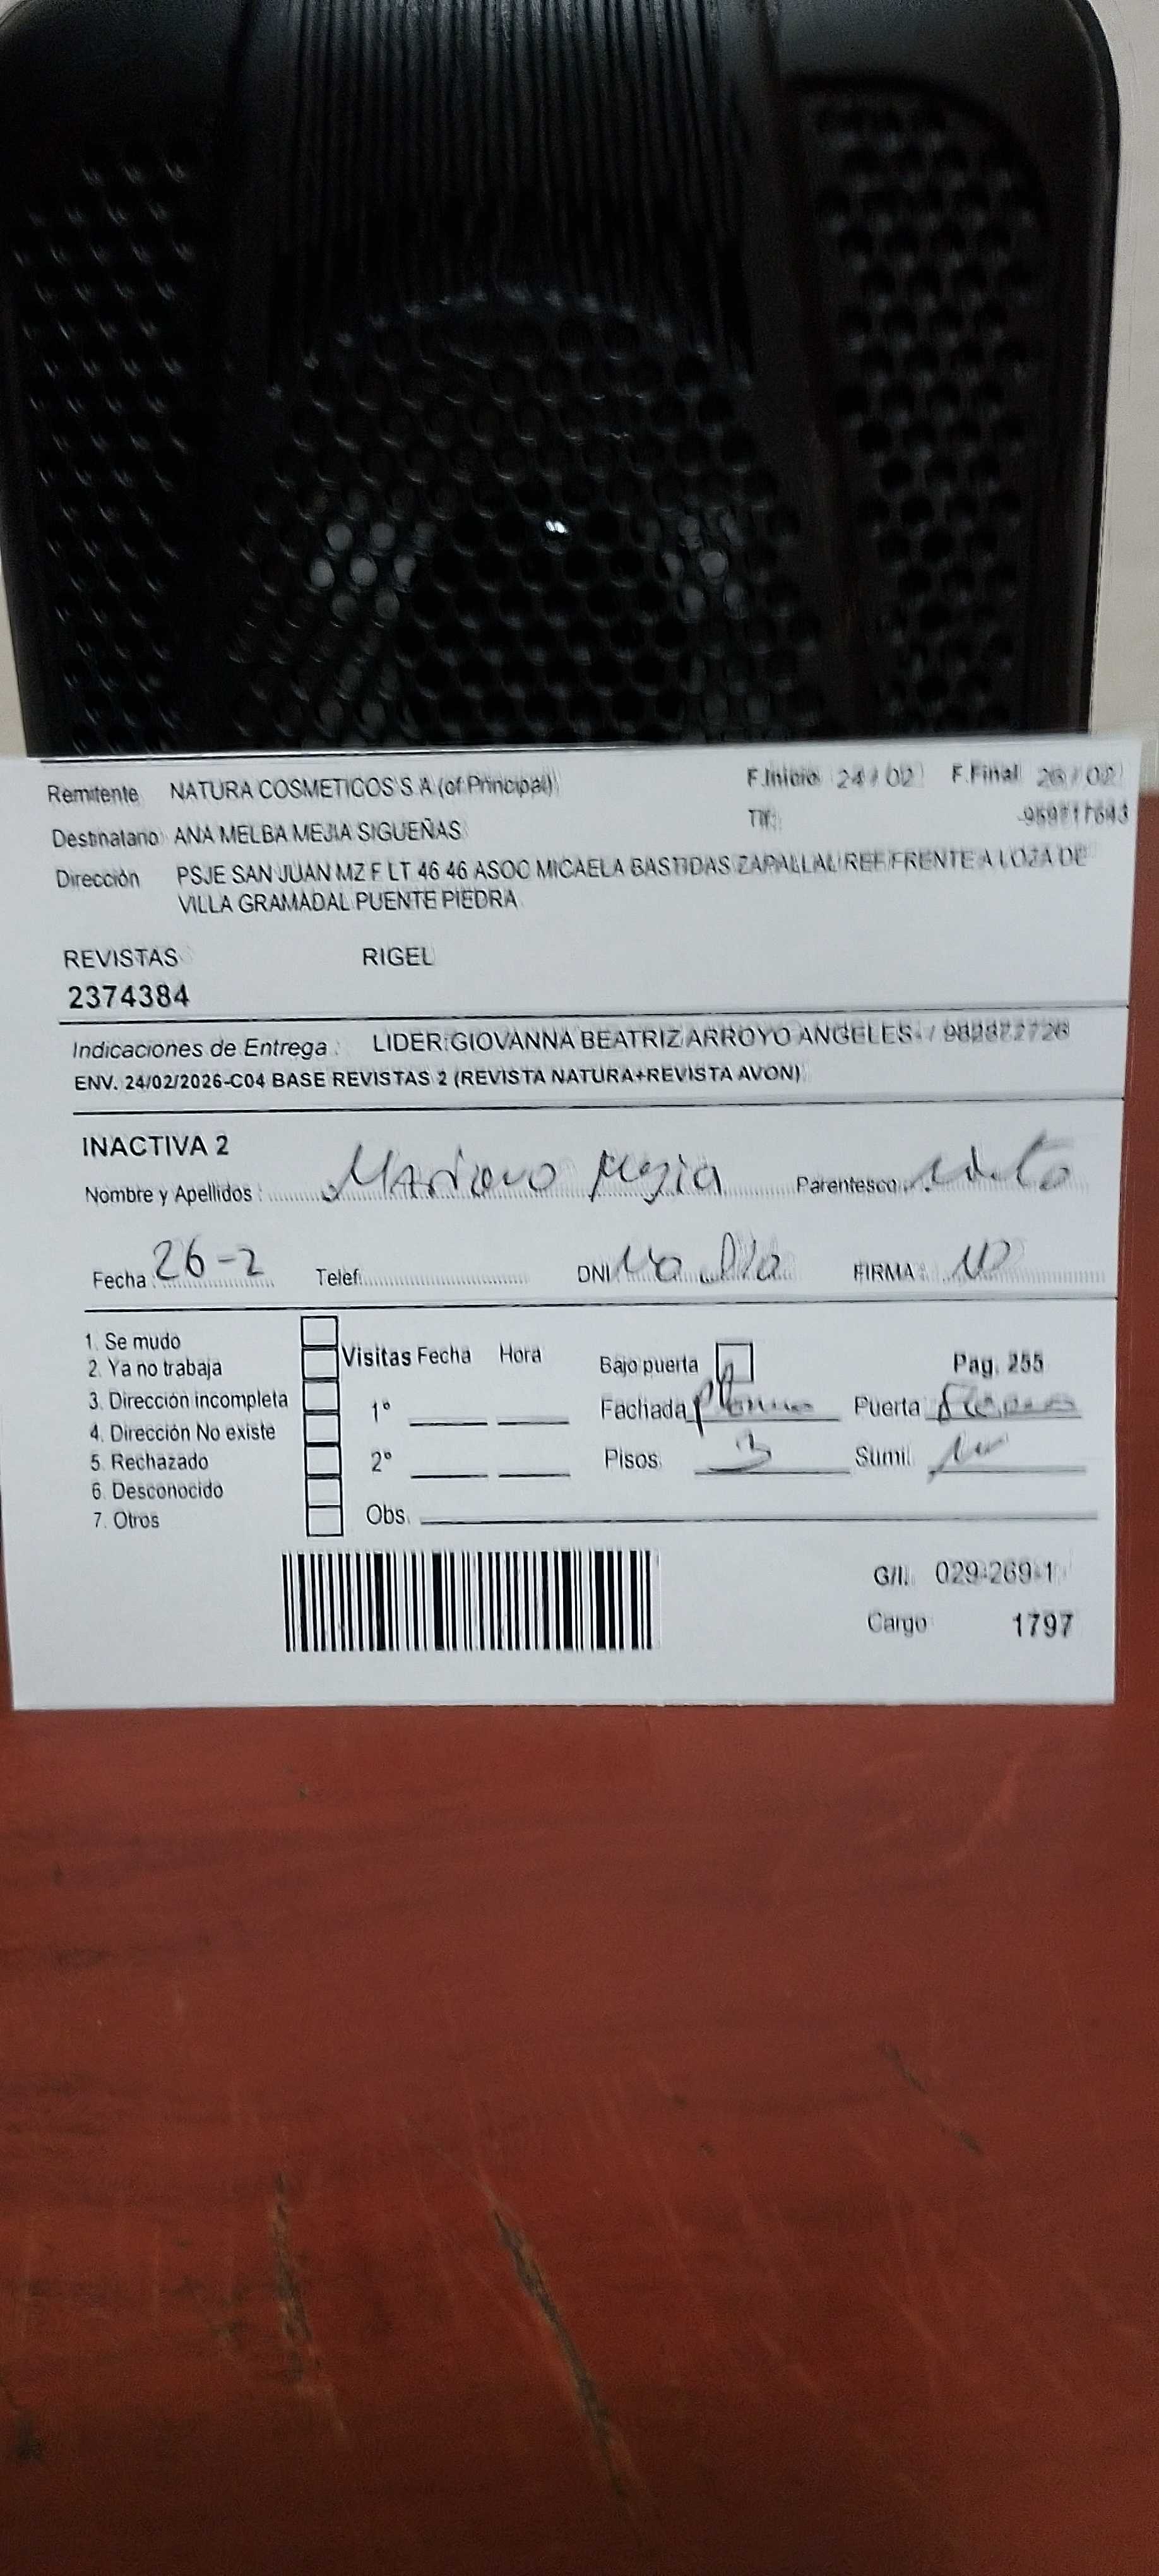 Remitente NATURA COSMETICOS S A (of Principal) F.Inicio 24 / 02 F.Final 26 / 02
Destinatario ANA MELBA MEJIA SIGUEÑAS Tlf:
Dirección PSJE SAN JUAN MZ F LT 46 46 ASOC MICAELA BASTIDAS ZAPALLAL REF/FRENTE A LOZA DE
VILLA GRAMADAL PUENTE PIEDRA
REVISTAS RIGEL
2374384
Indicaciones de Entrega : LIDER:GIOVANNA BEATRIZ ARROYO ANGELES- /
ENV. 24/02/2026-C04 BASE REVISTAS 2 (REVISTA NATURA+REVISTA AVON)
INACTIVA 2
Nombre y Apellidos : Mariano Mejia Parentesco
Fecha 26-2 Telef. DNI No FIRMA
1. Se mudo
2. Ya no trabaja
3. Dirección incompleta
4. Dirección No existe
5. Rechazado
6. Desconocido
7. Otros
Visitas Fecha Hora Bajo puerta Pag. 255
1° Fachada Puerta
2° Pisos 3 Sumi.
Obs.
G/I. 029-269-1
Cargo 1797